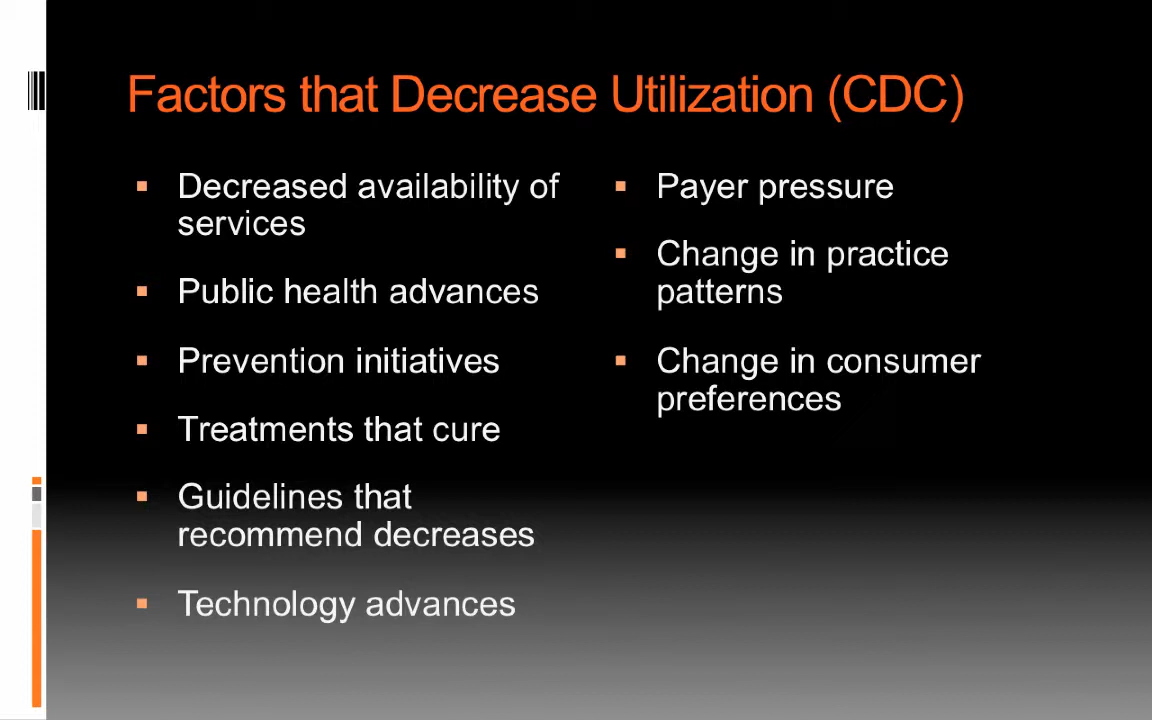 Factors that Decrease Utilization (CDC)
Decreased availability of
services
Public health advances
Prevention initiatives
Treatments that cure
Guidelines that
recommend decreases
Technology advances
Payer pressure
Change in practice
patterns
Change in consumer
preferences